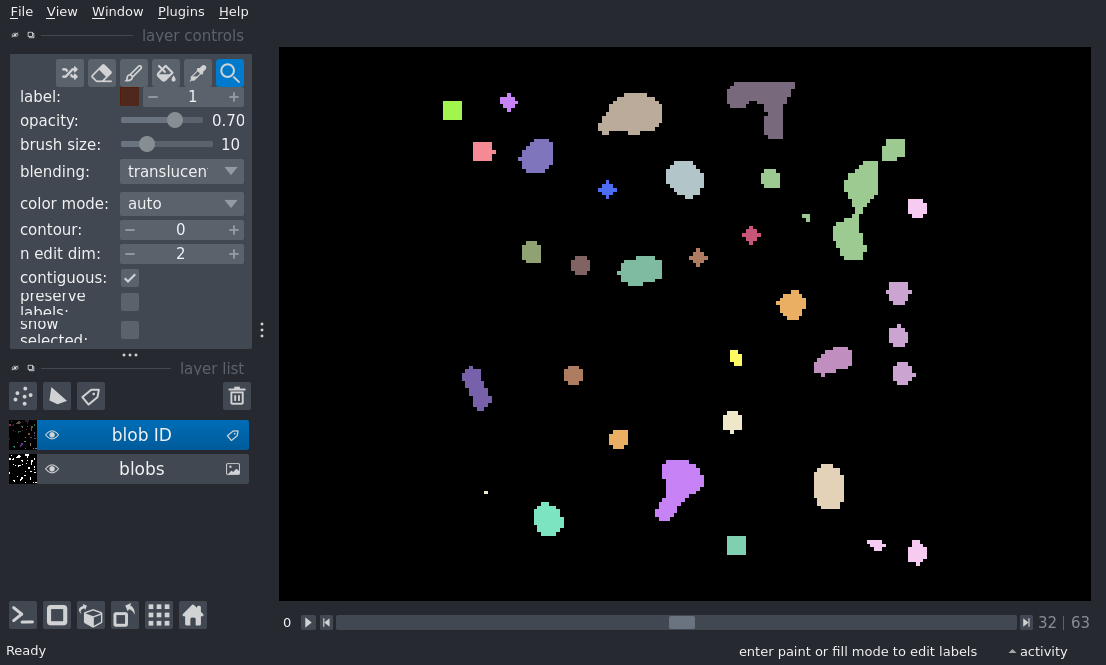 File View Window Plugins Help
layer controls
label: 1
opacity: 0.70
brush size: 10
blending: translucen
color mode: auto
contour: 0
n edit dim: 2
contiguous:
preserve
labels:
show
selected:
layer list
blob ID
blobs
0 32 | 63
Ready enter paint or fill mode to edit labels activity